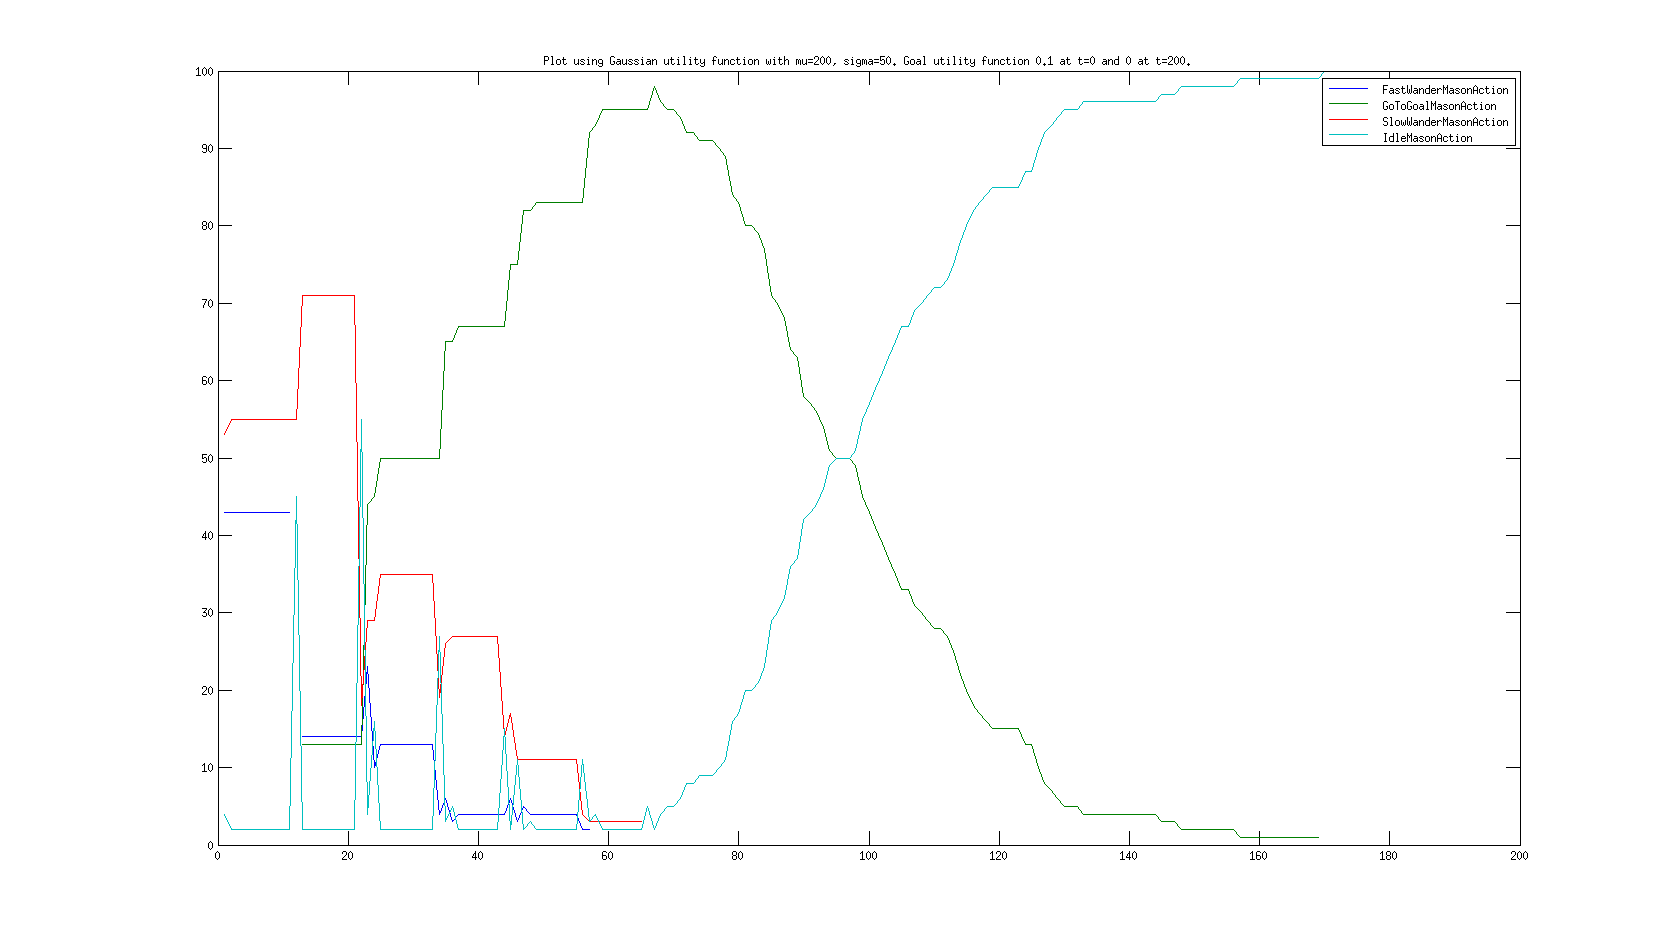 Plot using Gaussian utility function with mu=200, sigma=50. Goal utility function 0.1 at t=0 and 0 at t=200.
100
90
80
70
60
50
40
30
20
10
0
FastWanderMasonAction
GoToGoalMasonAction
SlowWanderMasonAction
IdleMasonAction
0 20 40 60 80 100 120 140 160 180 200